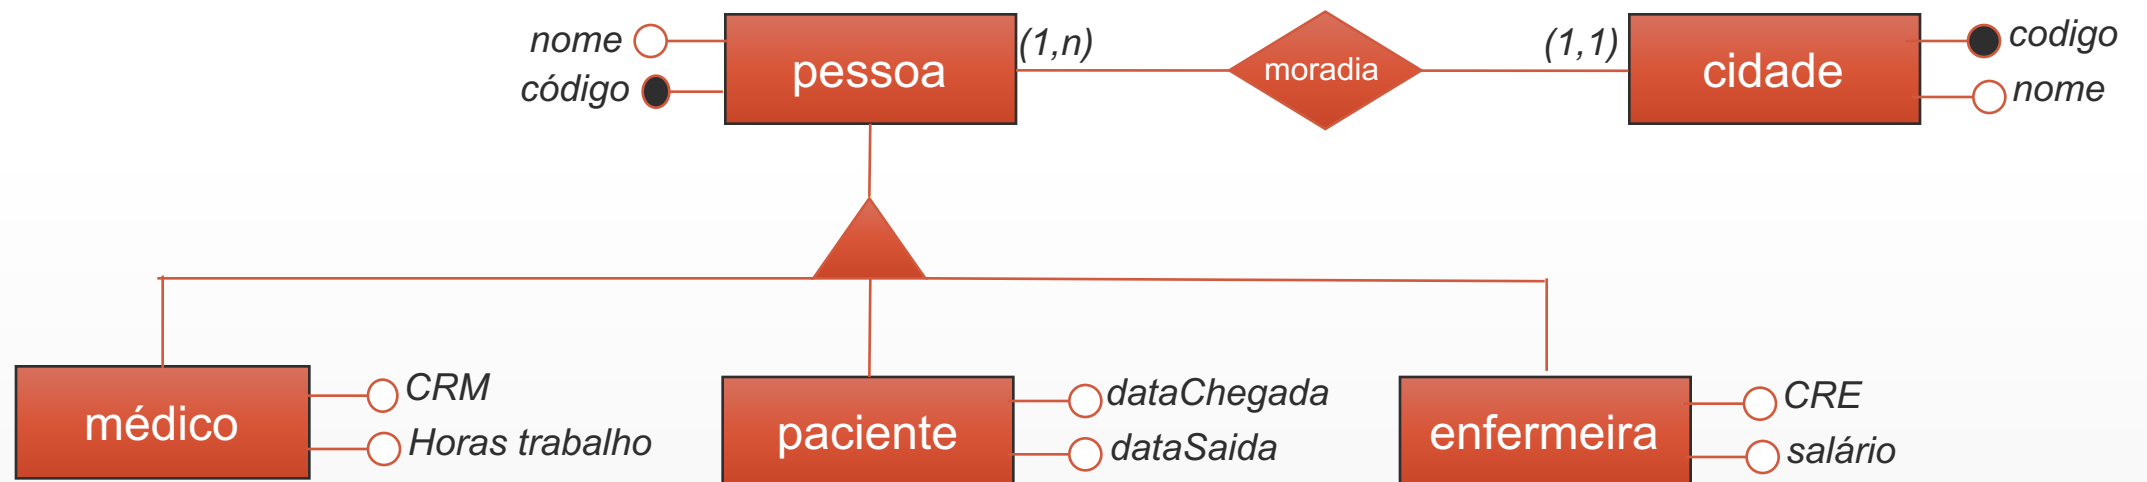 nome
código
pessoa
(1,n)
moradia
(1,1)
cidade
codigo
nome
médico
CRM
Horas trabalho
paciente
dataChegada
dataSaida
enfermeira
CRE
salário